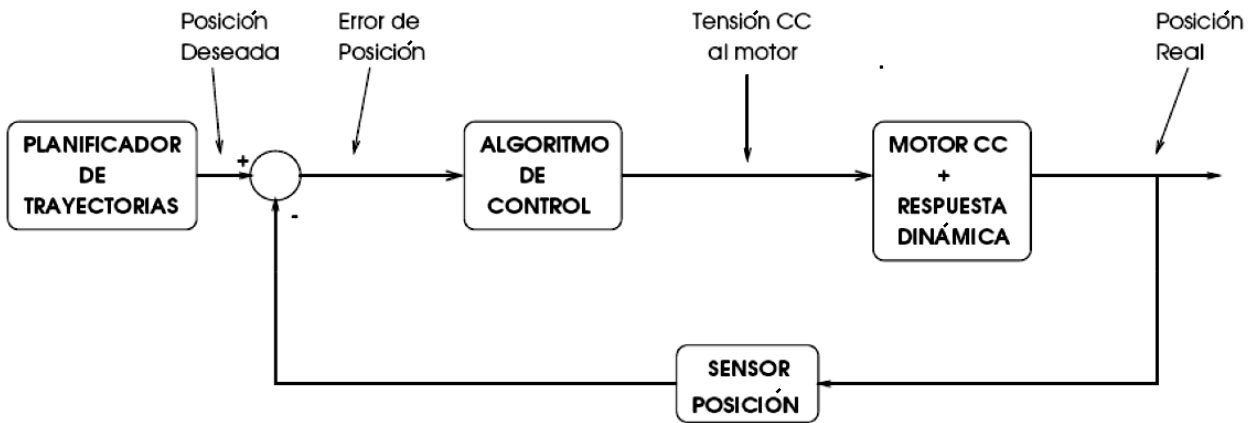 Posición
Deseada
Error de
Posición
Tensión CC
al motor
Posición
Real
PLANIFICADOR
DE
TRAYECTORIAS
+
-
ALGORITMO
DE
CONTROL
MOTOR CC
+
RESPUESTA
DINÁMICA
SENSOR
POSICIÓN